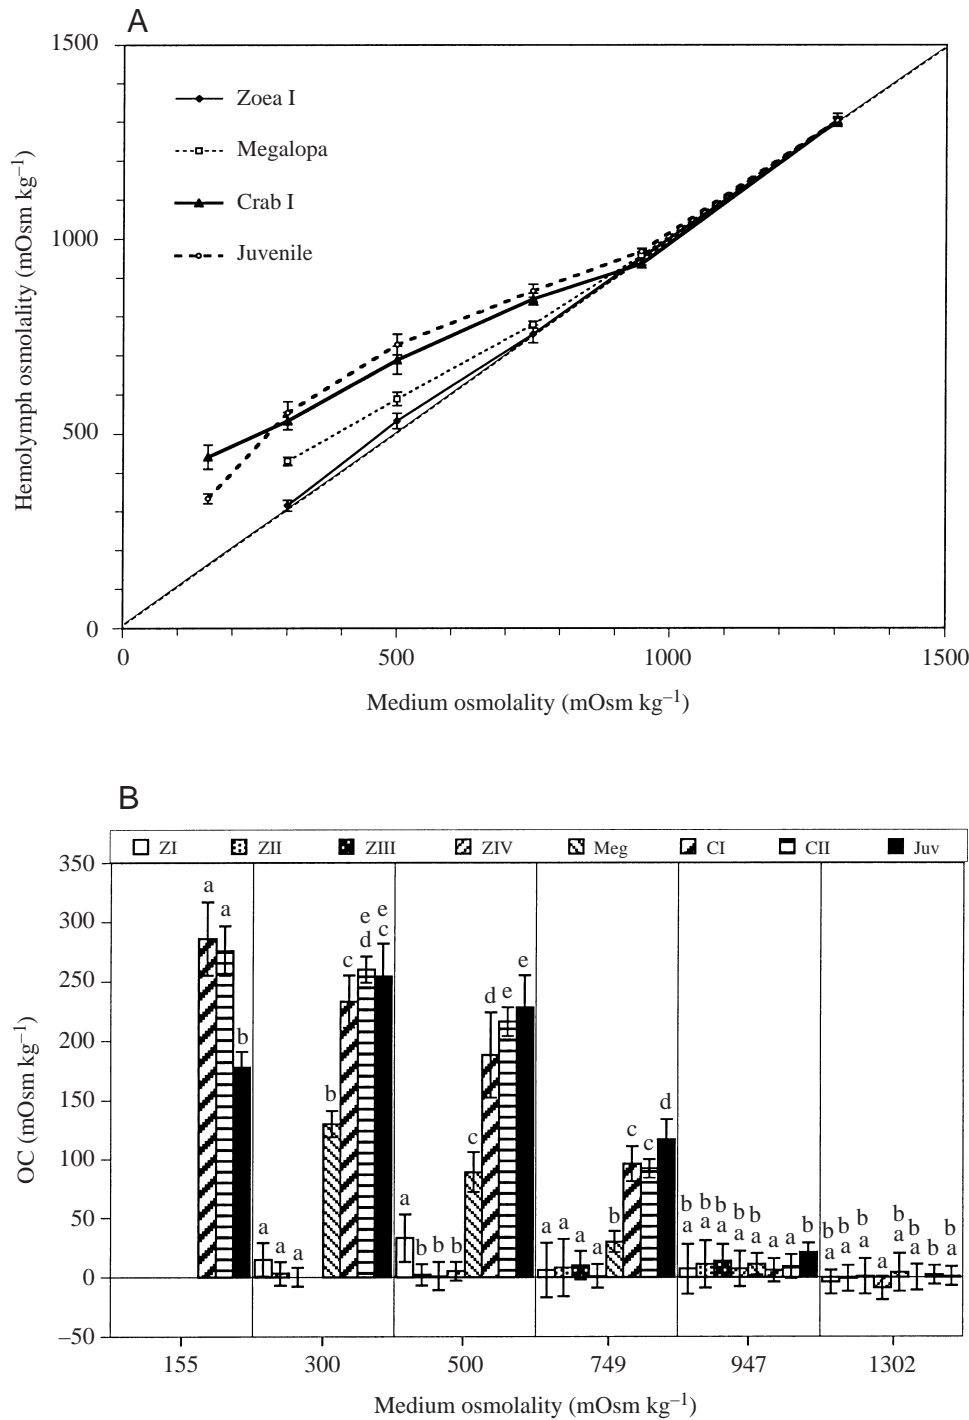 A
1500
1000
500
0
Hemolymph osmolality (mOsm kg–1)
Zoea I
Megalopa
Crab I
Juvenile
0 500 1000 1500
Medium osmolality (mOsm kg–1)
B
ZI ZII ZIII ZIV Meg CI CII Juv
350
300
250
200
150
100
50
0
–50
OC (mOsm kg–1)
a a b
a a a b c e d e c
a b b b c d e e
a a a a b c c d
b a b a b a b a b a a a b
b a b a b a a b a b a b b a
155 300 500 749 947 1302
Medium osmolality (mOsm kg–1)